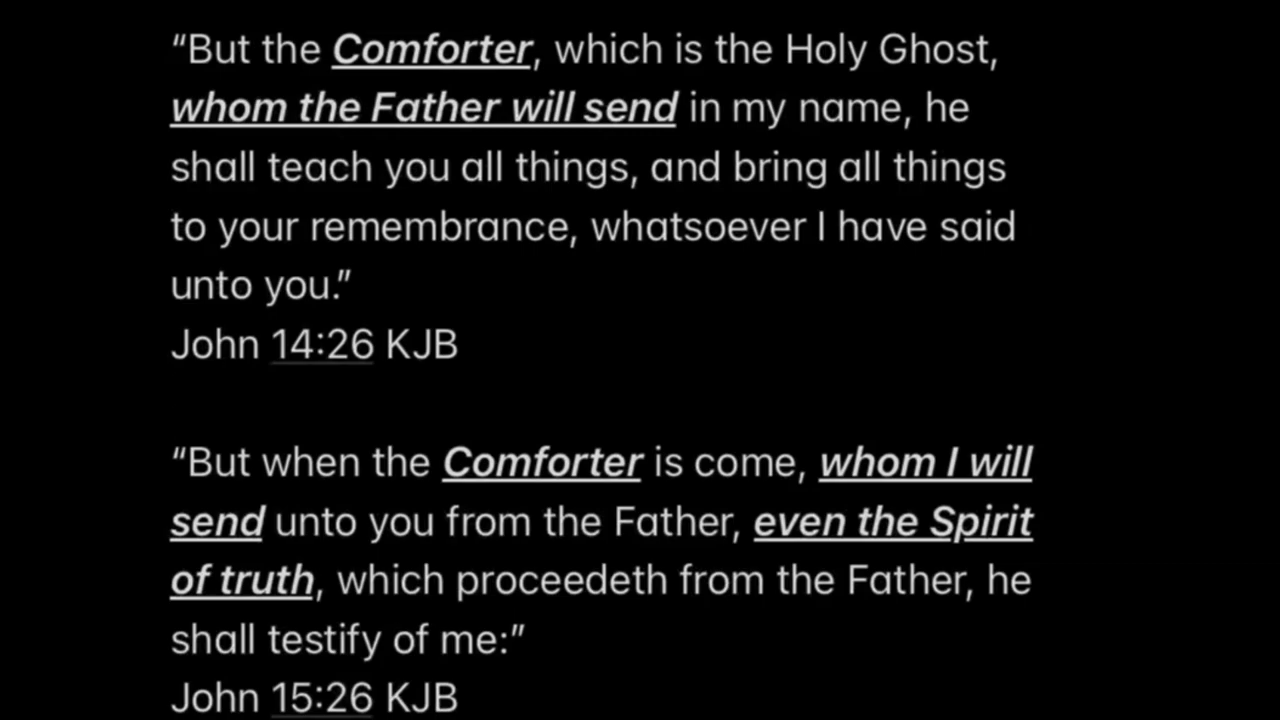 “But the Comforter, which is the Holy Ghost,
whom the Father will send in my name, he
shall teach you all things, and bring all things
to your remembrance, whatsoever I have said
unto you.”
John 14:26 KJB
“But when the Comforter is come, whom I will
send unto you from the Father, even the Spirit
of truth, which proceedeth from the Father, he
shall testify of me:”
John 15:26 KJB